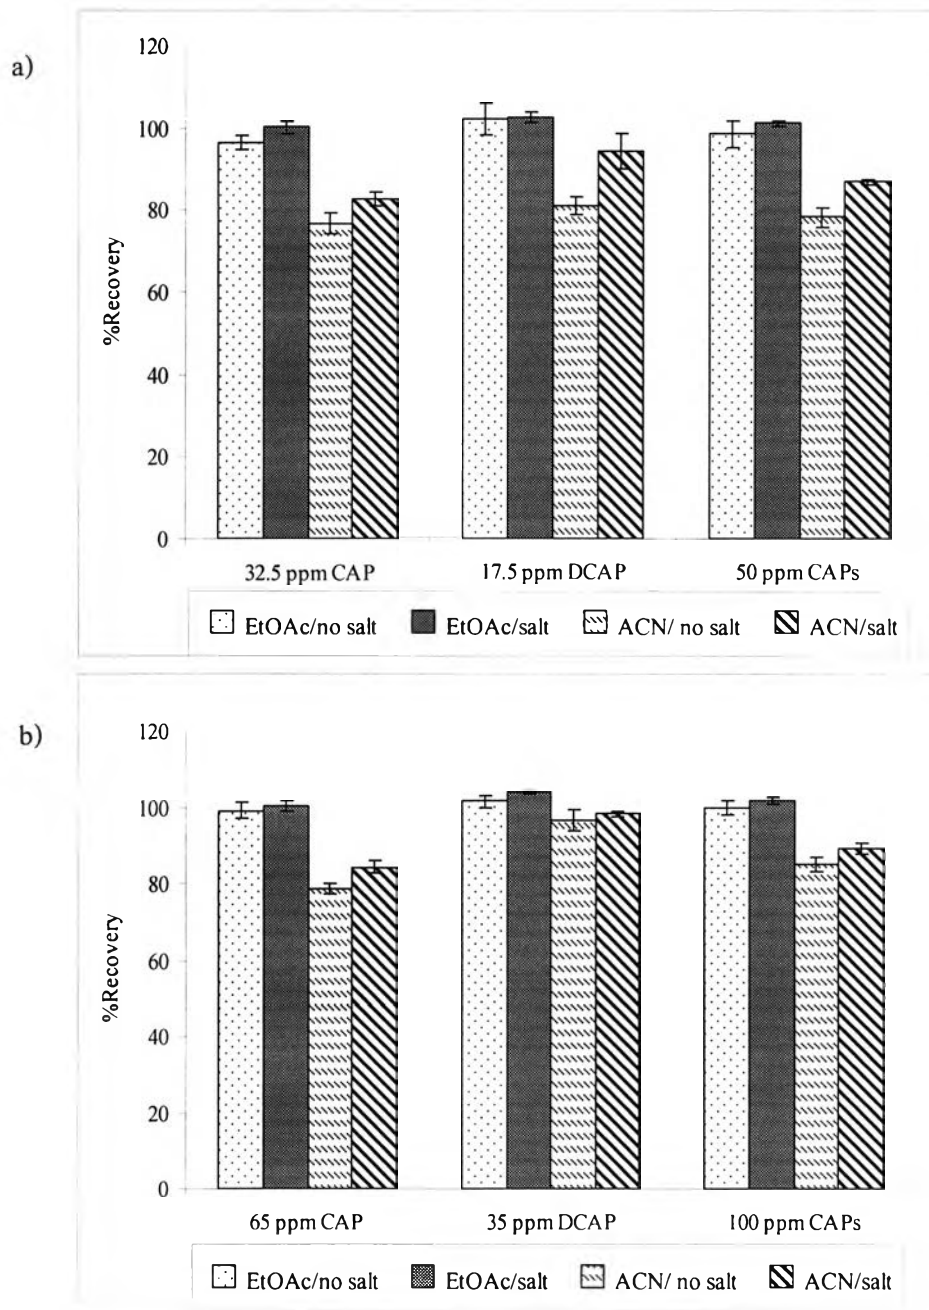 a)
120
100
80
60
40
20
0
%Recovery
32.5 ppm CAP 17.5 ppm DCAP 50 ppm CAPs
EtOAc/no salt EtOAc/salt ACN/ no salt ACN/salt
b)
120
100
80
60
40
20
0
%Recovery
65 ppm CAP 35 ppm DCAP 100 ppm CAPs
EtOAc/no salt EtOAc/salt ACN/ no salt ACN/salt